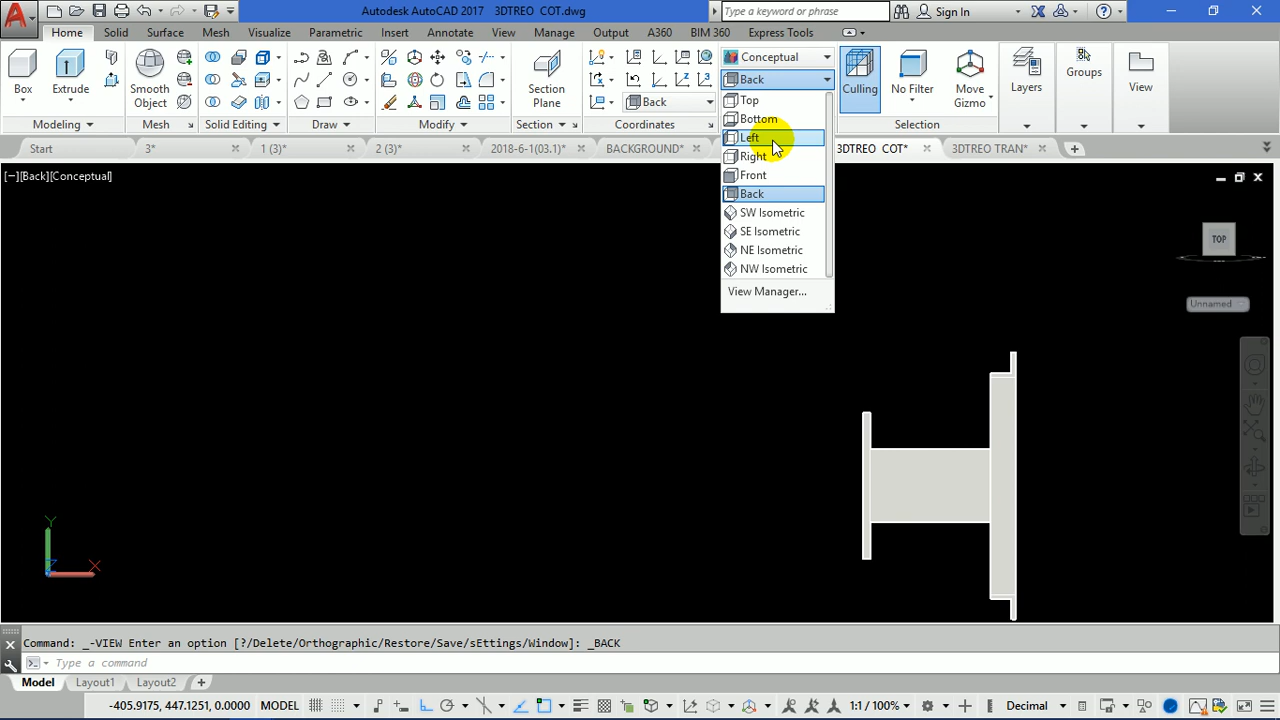 Autodesk AutoCAD 2017 3DTREO COT.dwg
Type a keyword or phrase
Sign In
Home Solid Surface Mesh Visualize Parametric Insert Annotate View Manage Output A360 BIM 360 Express Tools
Box Extrude Smooth Object Section Plane Culling No Filter Move Gizmo Layers Groups View
Conceptual
Back
Back
Modeling Mesh Solid Editing Draw Modify Section Coordinates Selection
Top
Bottom
Left
Right
Front
Back
SW Isometric
SE Isometric
NE Isometric
NW Isometric
View Manager...
Start 3* 1 (3)* 2 (3)* 2018-6-1(03.1)* BACKGROUND* 3DTREO COT* 3DTREO TRAN*
[−][Back][Conceptual]
TOP
Unnamed
Y
X
Z
Command: _-VIEW Enter an option [?/Delete/Orthographic/Restore/Save/sEttings/Window]: _BACK
Type a command
Model Layout1 Layout2
-405.9175, 447.1251, 0.0000 MODEL 1:1 / 100% Decimal